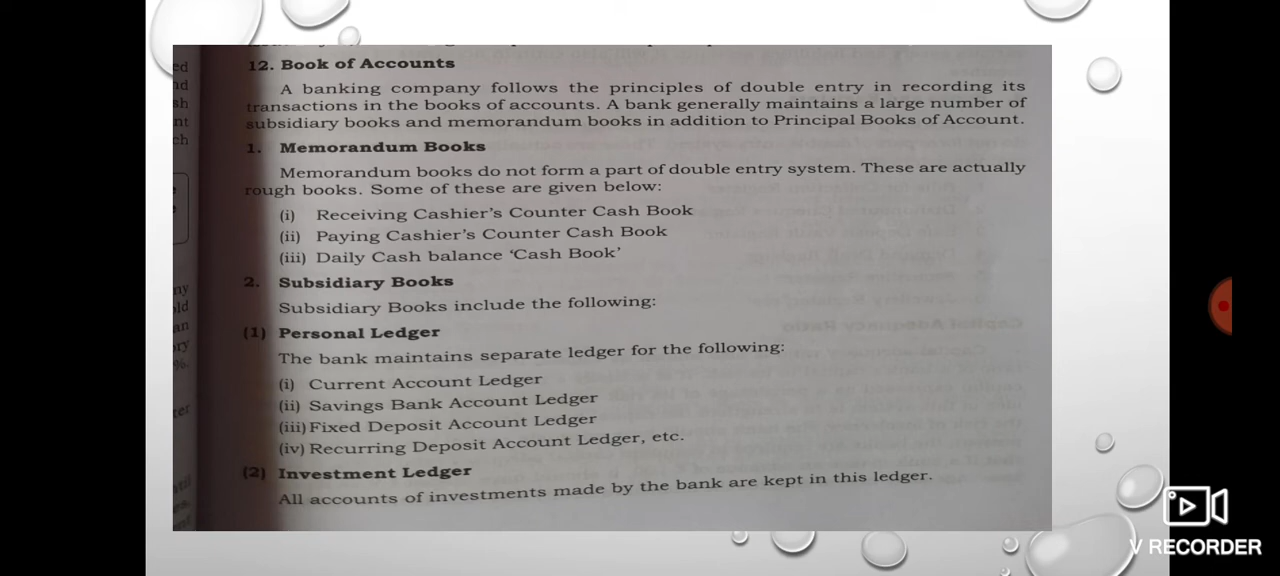 12. Book of Accounts
A banking company follows the principles of double entry in recording its
transactions in the books of accounts. A bank generally maintains a large number of
subsidiary books and memorandum books in addition to Principal Books of Account.
1. Memorandum Books
Memorandum books do not form a part of double entry system. These are actually
rough books. Some of these are given below:
(i) Receiving Cashier's Counter Cash Book
(ii) Paying Cashier's Counter Cash Book
(iii) Daily Cash balance 'Cash Book'
2. Subsidiary Books
Subsidiary Books include the following:
(1) Personal Ledger
The bank maintains separate ledger for the following:
(i) Current Account Ledger
(ii) Savings Bank Account Ledger
(iii) Fixed Deposit Account Ledger
(iv) Recurring Deposit Account Ledger, etc.
(2) Investment Ledger
All accounts of investments made by the bank are kept in this ledger.
V RECORDER